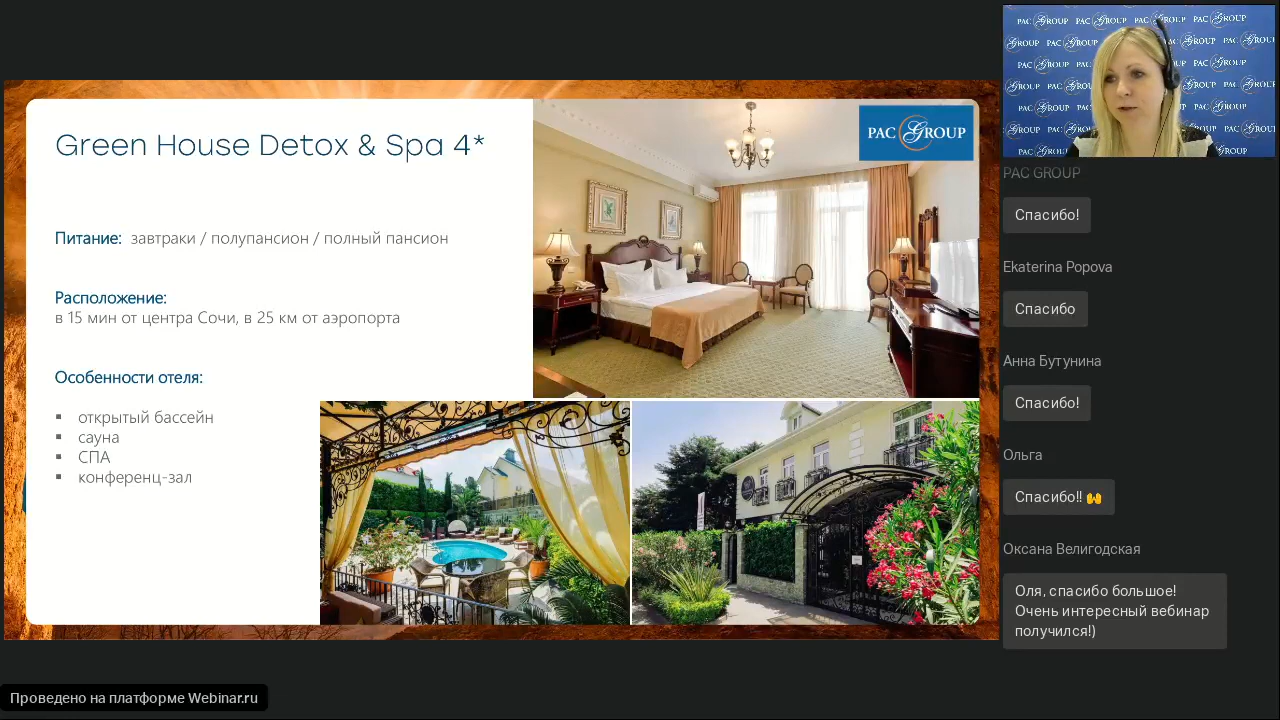 Green House Detox & Spa 4*
PAC GROUP
Питание: завтраки / полупансион / полный пансион
Расположение:
в 15 мин от центра Сочи, в 25 км от аэропорта
Особенности отеля:
▪ открытый бассейн
▪ сауна
▪ СПА
▪ конференц-зал
PAC GROUP
Спасибо!
Ekaterina Popova
Спасибо
Анна Бутунина
Спасибо!
Ольга
Спасибо!! 🙌
Оксана Велигодская
Оля, спасибо большое!
Очень интересный вебинар
получился!)
Проведено на платформе Webinar.ru